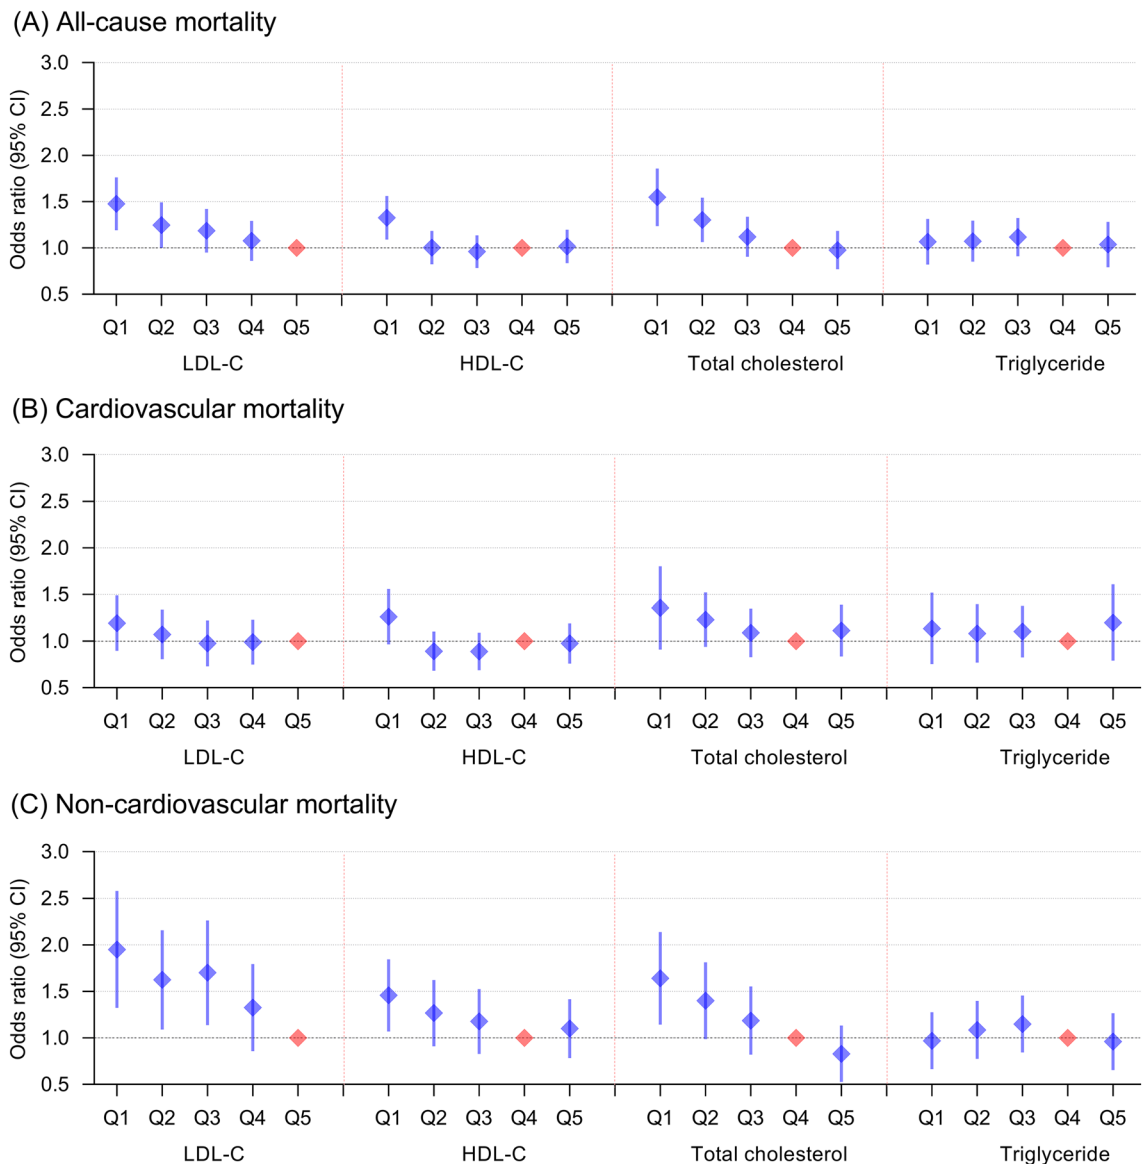 (A) All-cause mortality
Odds ratio (95% CI)
3.0
2.5
2.0
1.5
1.0
0.5
Q1 Q2 Q3 Q4 Q5 Q1 Q2 Q3 Q4 Q5 Q1 Q2 Q3 Q4 Q5 Q1 Q2 Q3 Q4 Q5
LDL-C HDL-C Total cholesterol Triglyceride
(B) Cardiovascular mortality
Odds ratio (95% CI)
3.0
2.5
2.0
1.5
1.0
0.5
Q1 Q2 Q3 Q4 Q5 Q1 Q2 Q3 Q4 Q5 Q1 Q2 Q3 Q4 Q5 Q1 Q2 Q3 Q4 Q5
LDL-C HDL-C Total cholesterol Triglyceride
(C) Non-cardiovascular mortality
Odds ratio (95% CI)
3.0
2.5
2.0
1.5
1.0
0.5
Q1 Q2 Q3 Q4 Q5 Q1 Q2 Q3 Q4 Q5 Q1 Q2 Q3 Q4 Q5 Q1 Q2 Q3 Q4 Q5
LDL-C HDL-C Total cholesterol Triglyceride